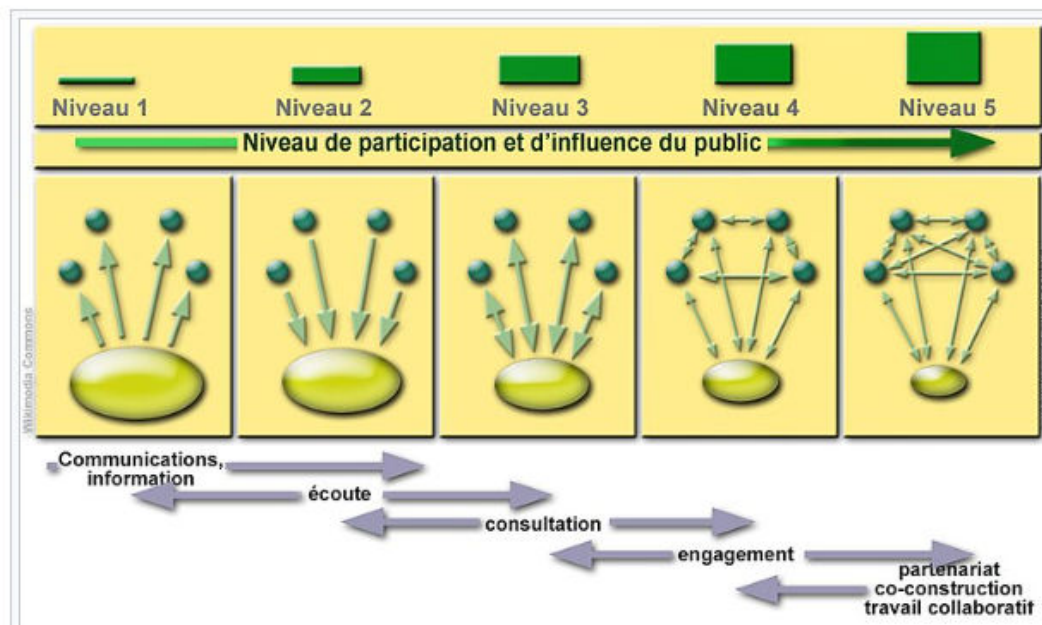 Niveau 1
Niveau 2
Niveau 3
Niveau 4
Niveau 5
Niveau de participation et d'influence du public
Wikimedia Commons
Communications,
information
écoute
consultation
engagement
partenariat
co-construction
travail collaboratif